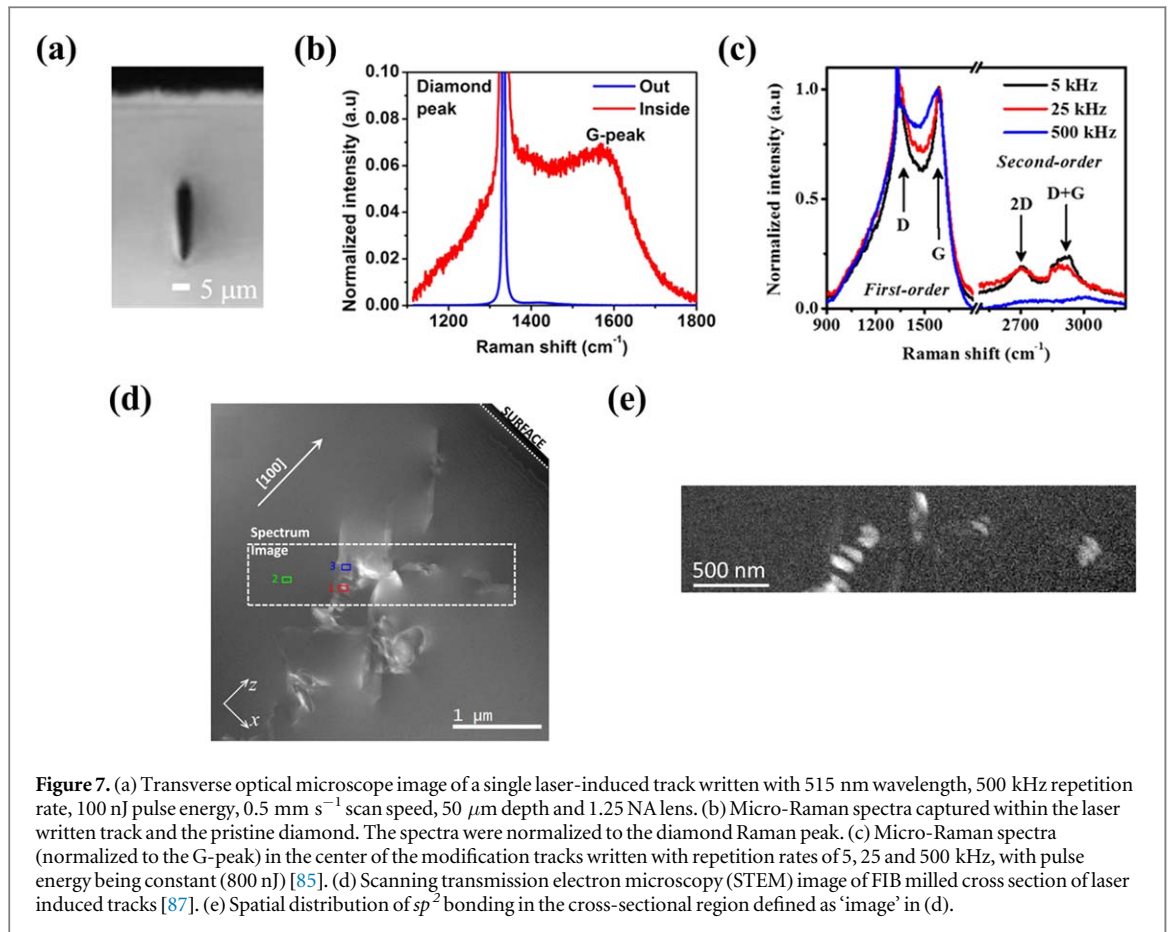 (a)
5 μm
(b)
0.10
0.08
0.06
0.04
0.02
0.00
Normalized intensity (a.u)
Diamond
peak
Out
Inside
G-peak
1200
1400
1600
1800
Raman shift (cm⁻¹)
(c)
1.0
0.5
0.0
Normalized intensity (a.u)
5 kHz
25 kHz
500 kHz
Second-order
D+G
2D
D
G
First-order
900
1200
1500
2700
3000
Raman shift (cm⁻¹)
(d)
SURFACE
[100]
Spectrum
Image
3
2
1
z
x
1 μm
(e)
500 nm
Figure 7. (a) Transverse optical microscope image of a single laser-induced track written with 515 nm wavelength, 500 kHz repetition
rate, 100 nJ pulse energy, 0.5 mm s⁻¹ scan speed, 50 μm depth and 1.25 NA lens. (b) Micro-Raman spectra captured within the laser
written track and the pristine diamond. The spectra were normalized to the diamond Raman peak. (c) Micro-Raman spectra
(normalized to the G-peak) in the center of the modification tracks written with repetition rates of 5, 25 and 500 kHz, with pulse
energy being constant (800 nJ) [85]. (d) Scanning transmission electron microscopy (STEM) image of FIB milled cross section of laser
induced tracks [87]. (e) Spatial distribution of sp² bonding in the cross-sectional region defined as ‘image’ in (d).